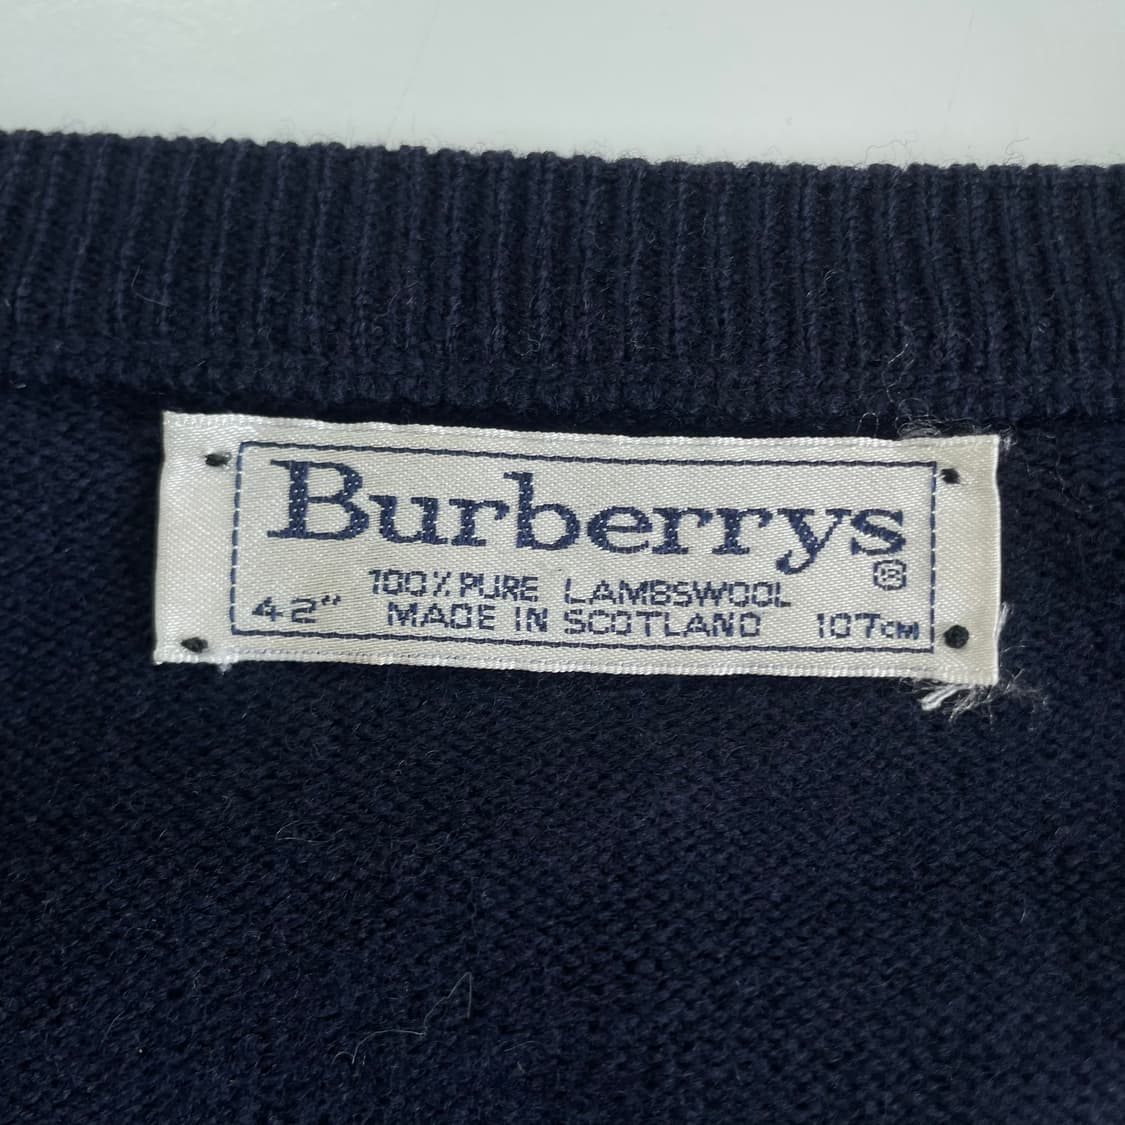 Burberrys
®
100% PURE LAMBSWOOL
42" MADE IN SCOTLAND 107cm